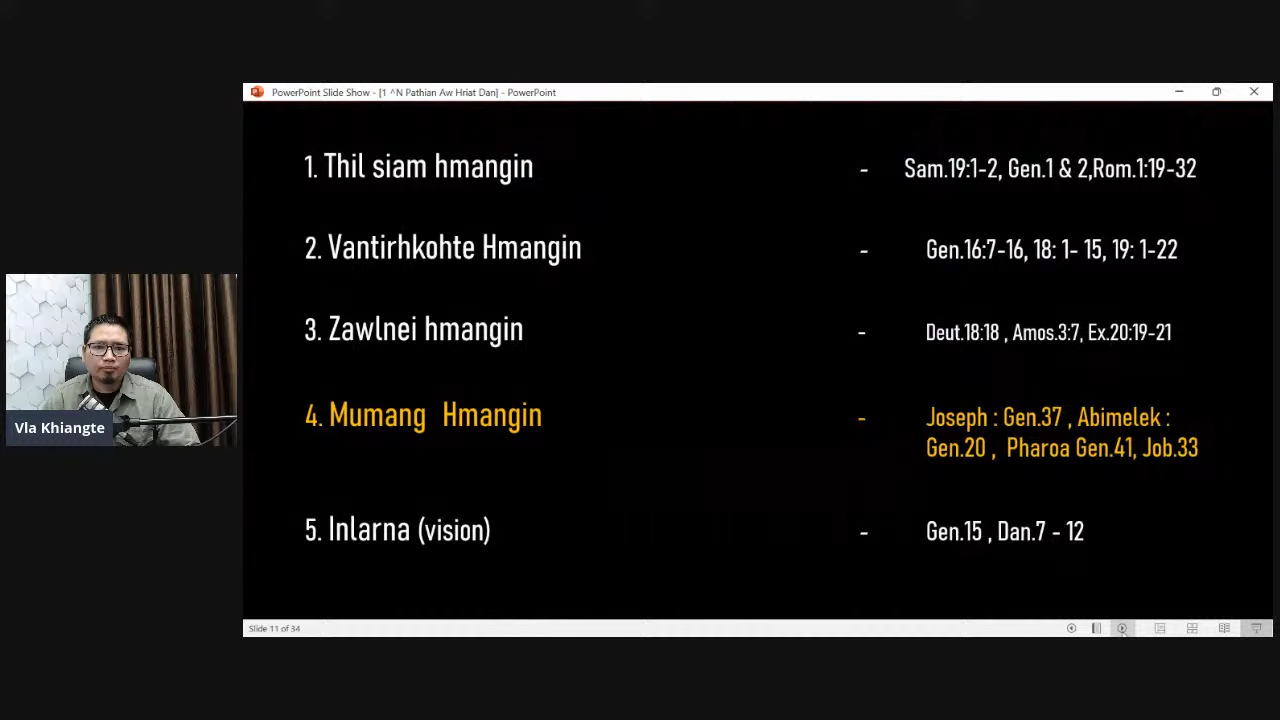 PowerPoint Slide Show - [1 ^N Pathian Aw Hriat Dan] - PowerPoint
1. Thil siam hmangin - Sam.19:1-2, Gen.1 & 2,Rom.1:19-32
2. Vantirhkohte Hmangin - Gen.16:7-16, 18: 1- 15, 19: 1-22
3. Zawlnei hmangin - Deut.18:18 , Amos.3:7, Ex.20:19-21
4. Mumang Hmangin - Joseph : Gen.37 , Abimelek :
Gen.20 , Pharoa Gen.41, Job.33
5. Inlarna (vision) - Gen.15 , Dan.7 - 12
Vla Khiangte
Slide 11 of 34